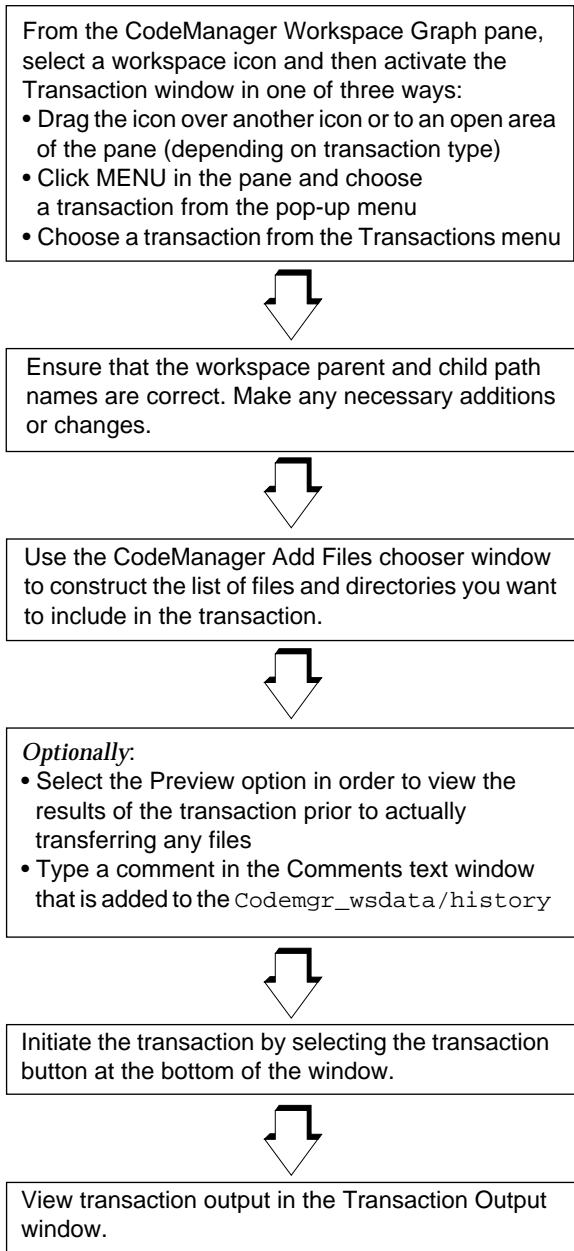 From the CodeManager Workspace Graph pane,
select a workspace icon and then activate the
Transaction window in one of three ways:
• Drag the icon over another icon or to an open area
of the pane (depending on transaction type)
• Click MENU in the pane and choose
a transaction from the pop-up menu
• Choose a transaction from the Transactions menu
Ensure that the workspace parent and child path
names are correct. Make any necessary additions
or changes.
Use the CodeManager Add Files chooser window
to construct the list of files and directories you want
to include in the transaction.
Optionally:
• Select the Preview option in order to view the
results of the transaction prior to actually
transferring any files
• Type a comment in the Comments text window
that is added to the Codemgr_wsdata/history
Initiate the transaction by selecting the transaction
button at the bottom of the window.
View transaction output in the Transaction Output
window.